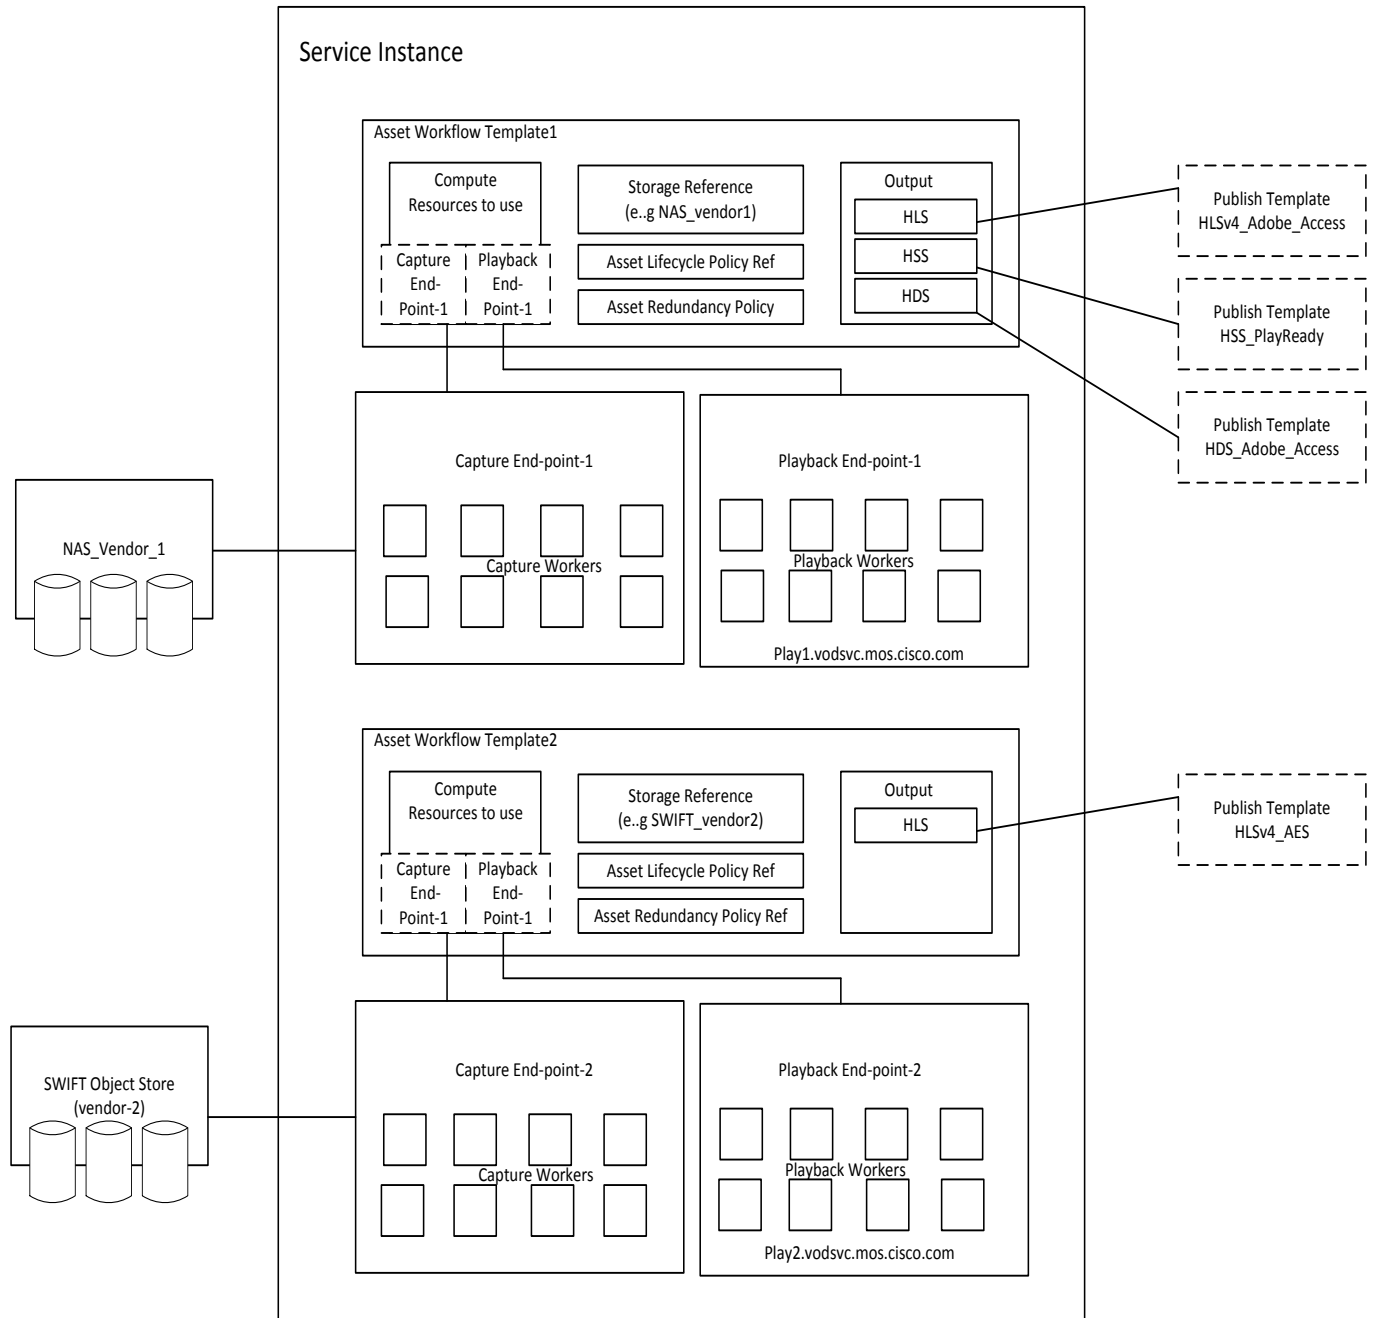 Service Instance
Asset Workflow Template1
Compute
Resources to use
Capture
End-
Point-1
Playback
End-
Point-1
Storage Reference
(e..g NAS_vendor1)
Asset Lifecycle Policy Ref
Asset Redundancy Policy
Output
HLS
HSS
HDS
Publish Template
HLSv4_Adobe_Access
Publish Template
HSS_PlayReady
Publish Template
HDS_Adobe_Access
NAS_Vendor_1
Capture End-point-1
Capture Workers
Playback End-point-1
Playback Workers
Play1.vodsvc.mos.cisco.com
Asset Workflow Template2
Compute
Resources to use
Capture
End-
Point-1
Playback
End-
Point-1
Storage Reference
(e..g SWIFT_vendor2)
Asset Lifecycle Policy Ref
Asset Redundancy Policy Ref
Output
HLS
Publish Template
HLSv4_AES
SWIFT Object Store
(vendor-2)
Capture End-point-2
Capture Workers
Playback End-point-2
Playback Workers
Play2.vodsvc.mos.cisco.com